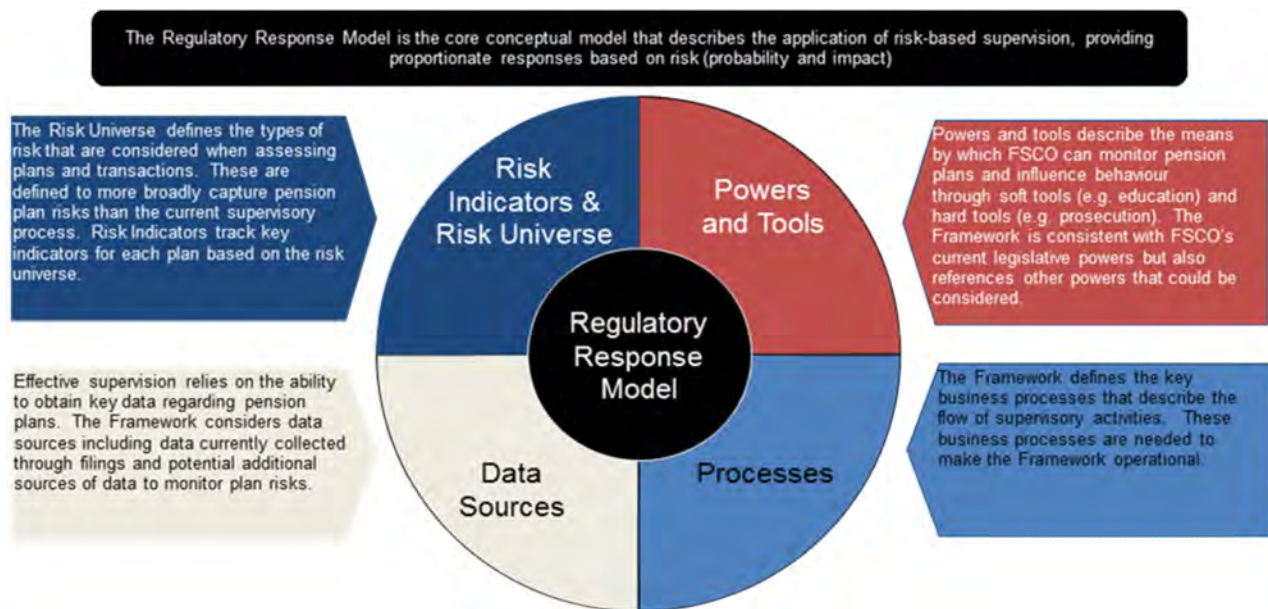 The Regulatory Response Model is the core conceptual model that describes the application of risk-based supervision, providing
proportionate responses based on risk (probability and impact)
The Risk Universe defines the types of
risk that are considered when assessing
plans and transactions. These are
defined to more broadly capture pension
plan risks than the current supervisory
process. Risk Indicators track key
indicators for each plan based on the risk
universe.
Risk
Indicators &
Risk Universe
Powers
and Tools
Powers and tools describe the means
by which FSCO can monitor pension
plans and influence behaviour
through soft tools (e.g. education) and
hard tools (e.g. prosecution). The
Framework is consistent with FSCO's
current legislative powers but also
references other powers that could be
considered.
Regulatory
Response
Model
Effective supervision relies on the ability
to obtain key data regarding pension
plans. The Framework considers data
sources including data currently collected
through filings and potential additional
sources of data to monitor plan risks.
Data
Sources
Processes
The Framework defines the key
business processes that describe the
flow of supervisory activities. These
business processes are needed to
make the Framework operational.